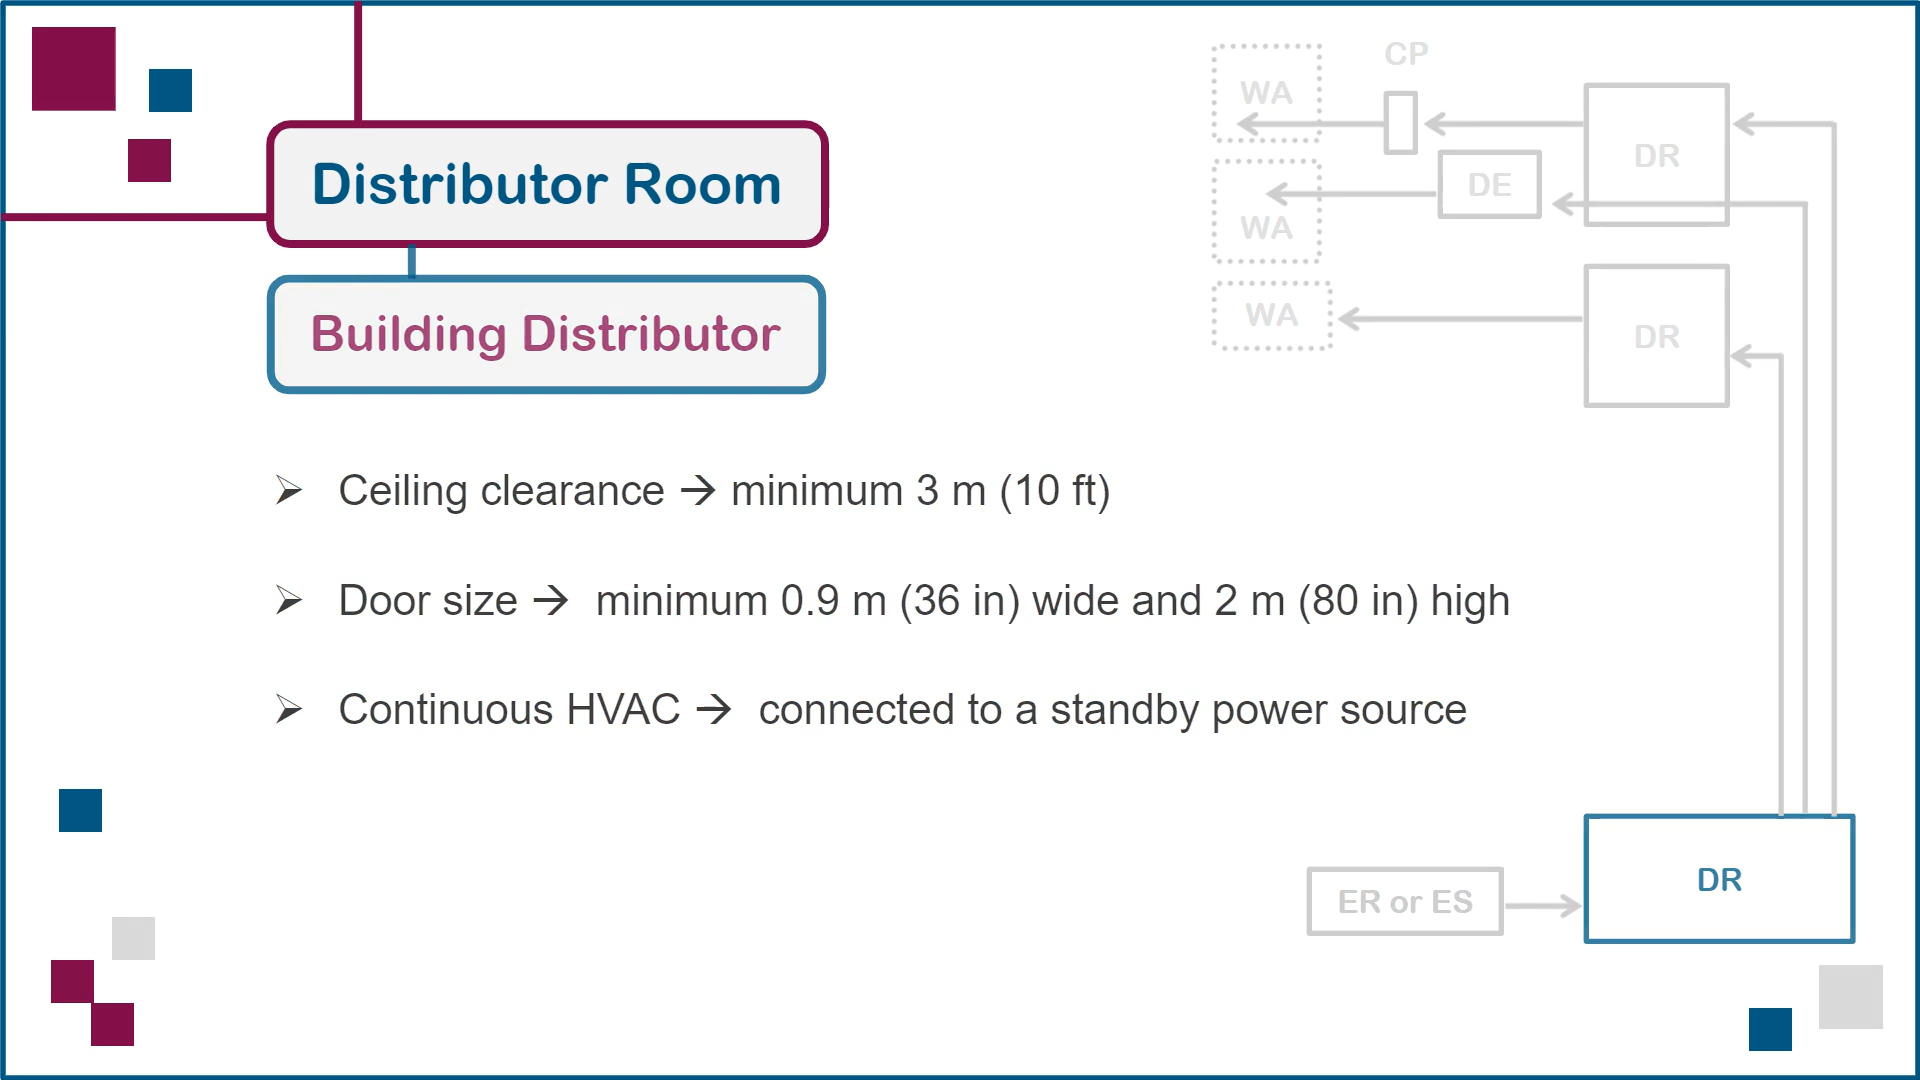 Distributor Room
Building Distributor
➢ Ceiling clearance → minimum 3 m (10 ft)
➢ Door size → minimum 0.9 m (36 in) wide and 2 m (80 in) high
➢ Continuous HVAC → connected to a standby power source
CP
WA
DR
DE
WA
WA
DR
ER or ES
DR